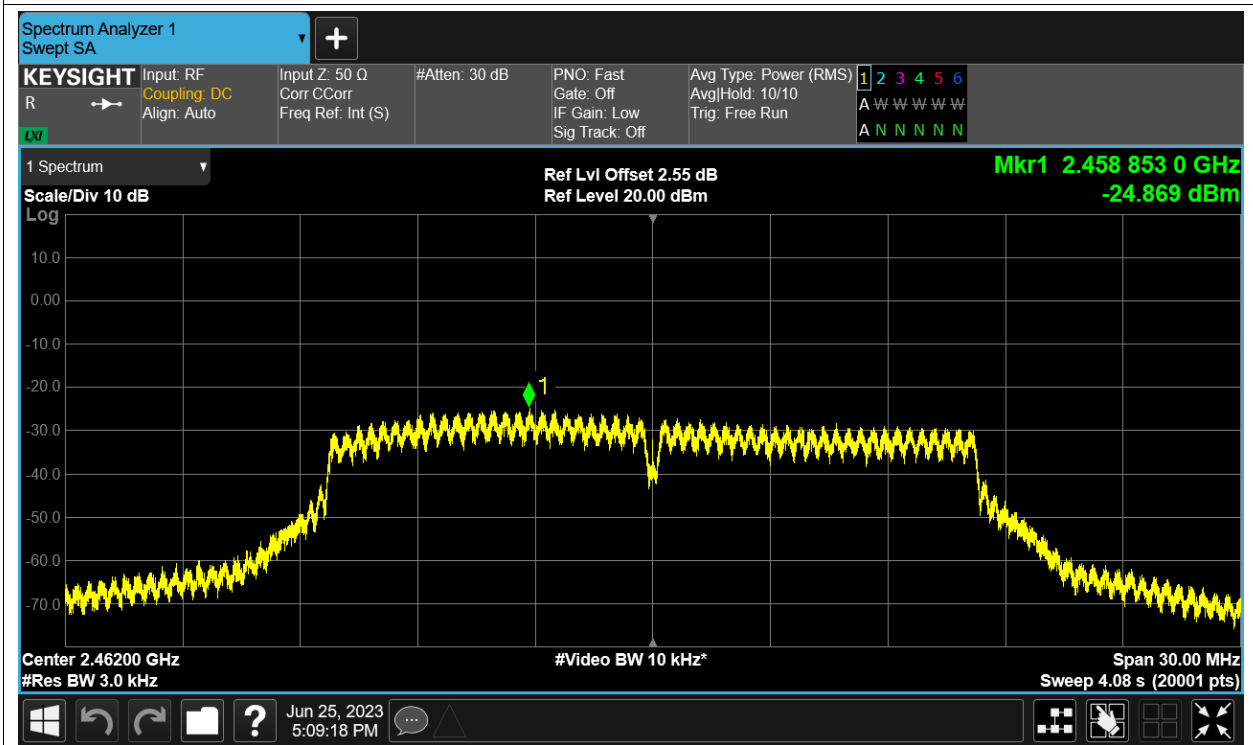 Spectrum Analyzer 1
Swept SA
KEYSIGHT
R
LXI
Input: RF
Coupling: DC
Align: Auto
Input Z: 50 Ω
Corr CCorr
Freq Ref: Int (S)
#Atten: 30 dB
PNO: Fast
Gate: Off
IF Gain: Low
Sig Track: Off
Avg Type: Power (RMS)
Avg|Hold: 10/10
Trig: Free Run
1 2 3 4 5 6
A W W W W W
A N N N N N
1 Spectrum
Scale/Div 10 dB
Log
Ref Lvl Offset 2.55 dB
Ref Level 20.00 dBm
Mkr1 2.458 853 0 GHz
-24.869 dBm
10.0
0.00
-10.0
-20.0
-30.0
-40.0
-50.0
-60.0
-70.0
1
Center 2.46200 GHz
#Res BW 3.0 kHz
#Video BW 10 kHz*
Span 30.00 MHz
Sweep 4.08 s (20001 pts)
?
Jun 25, 2023
5:09:18 PM